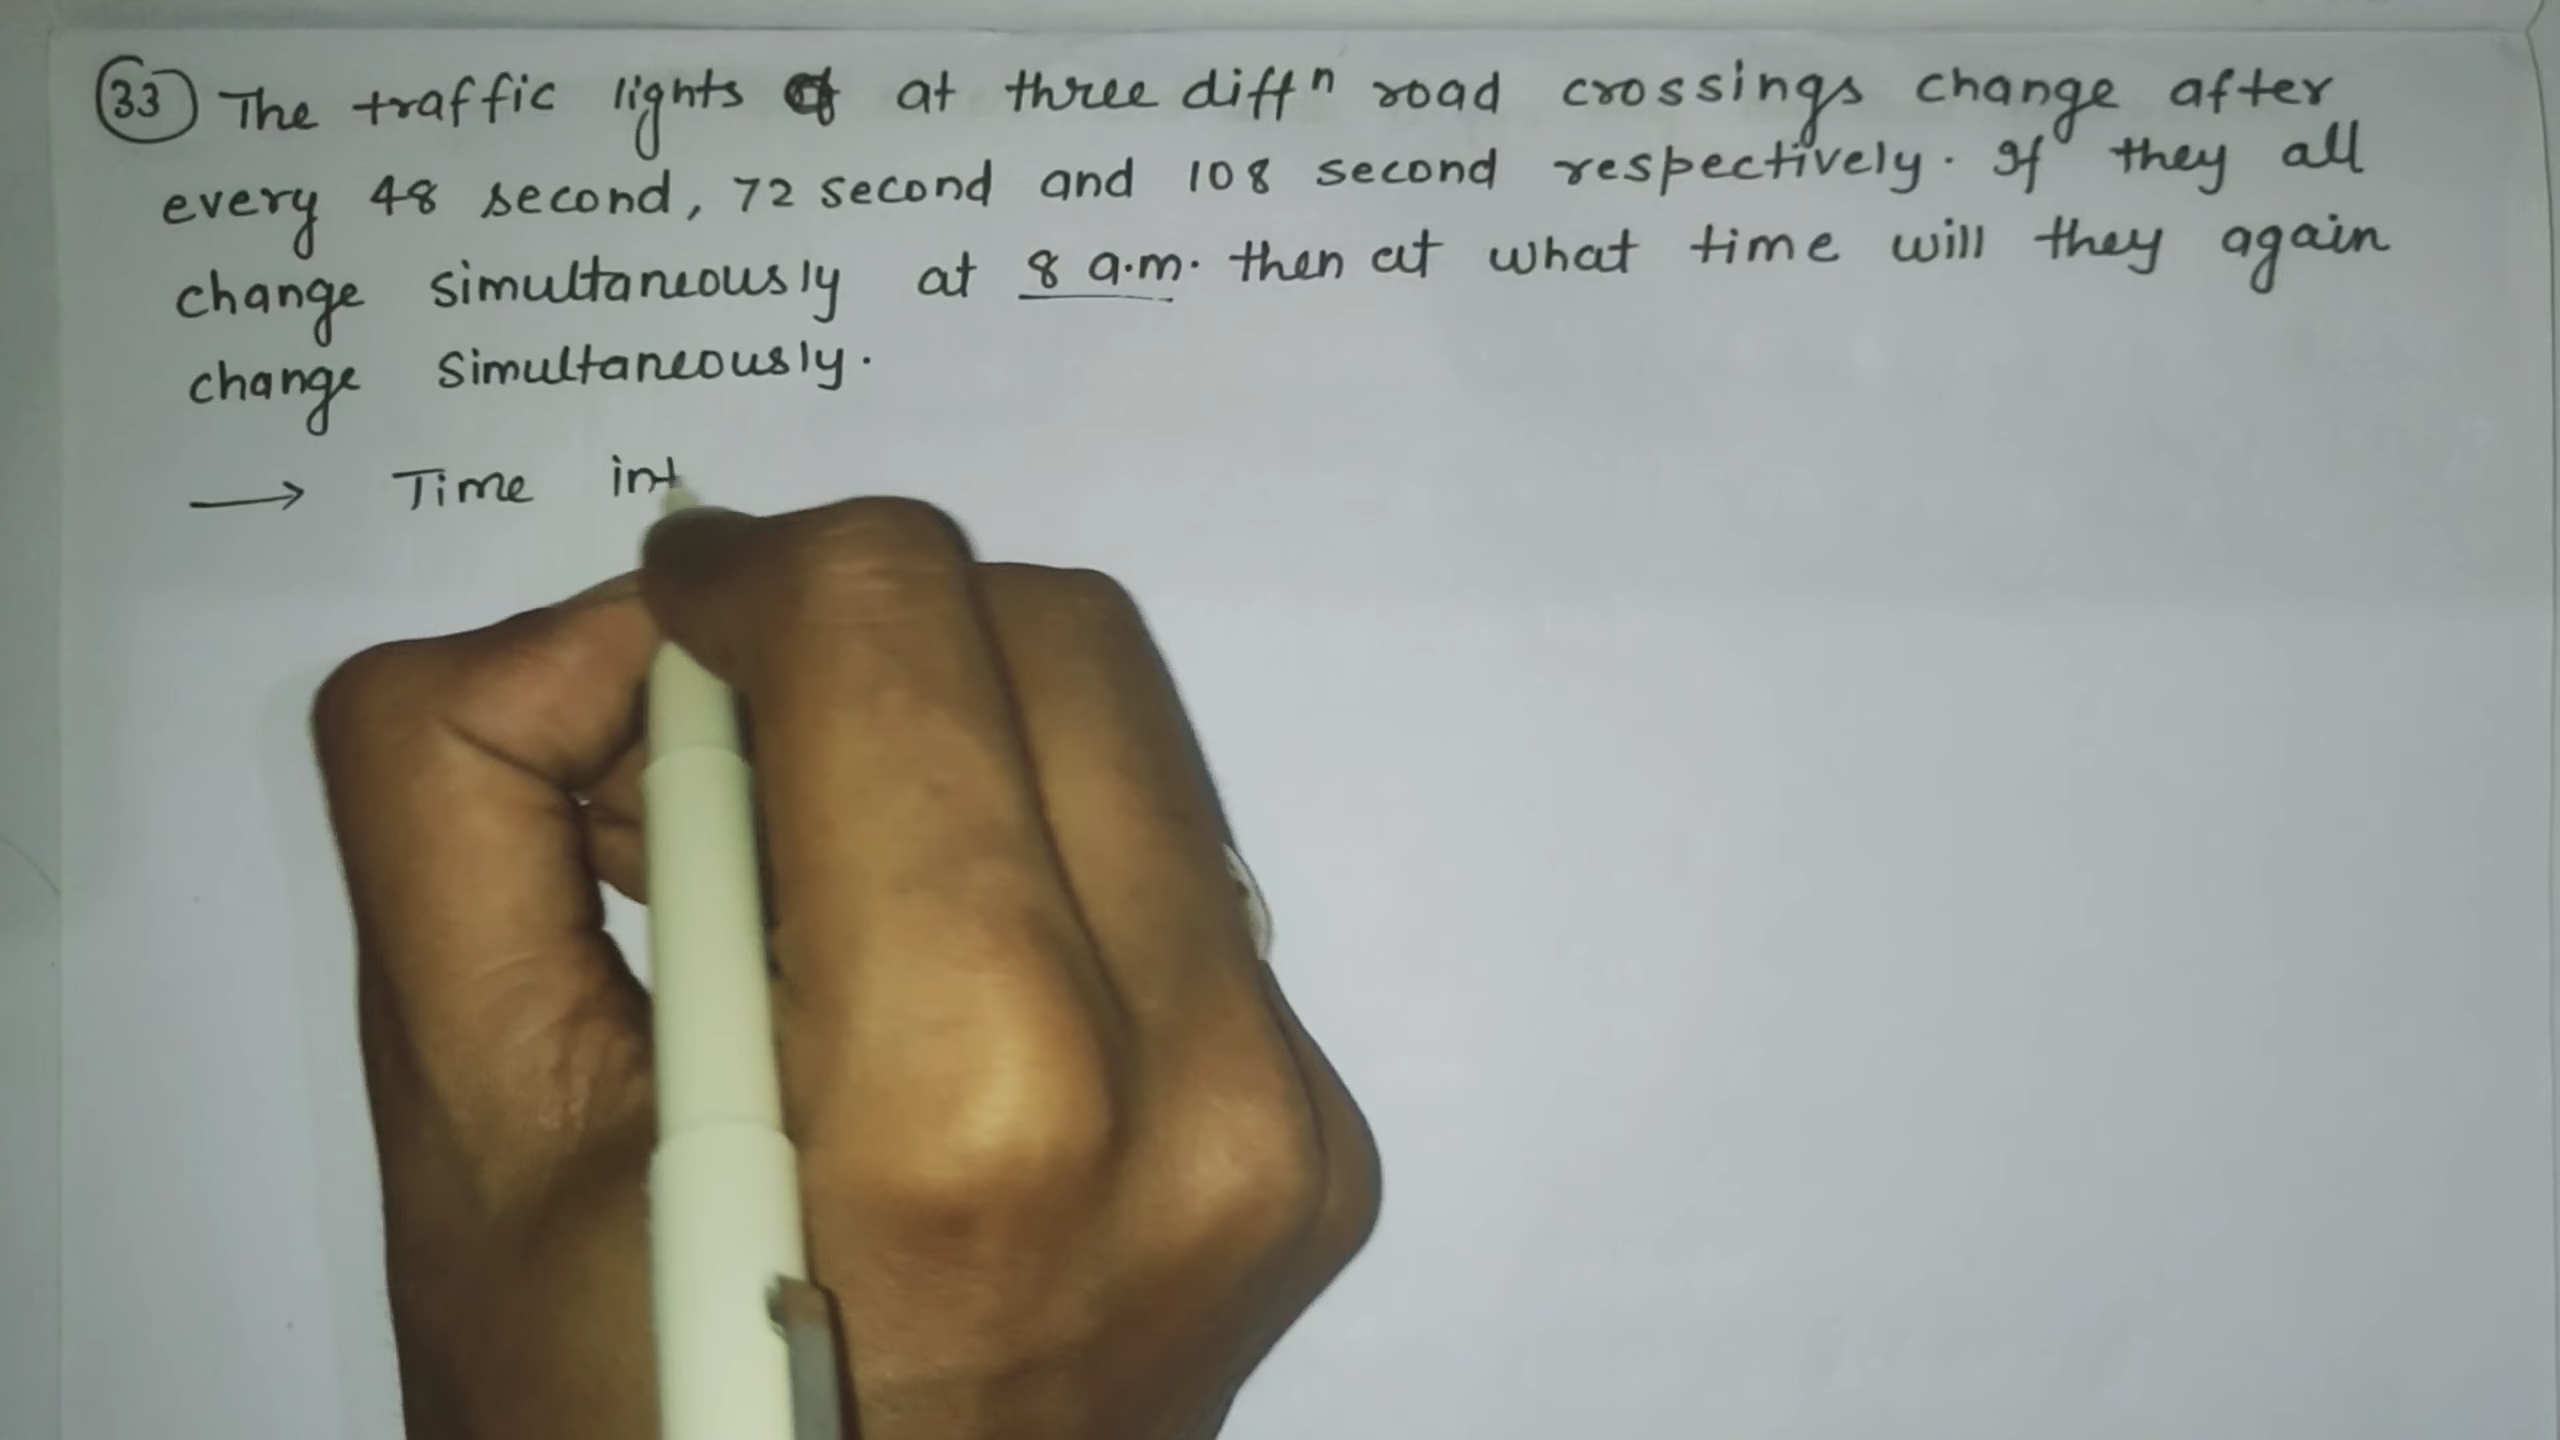 33 The traffic lights at three diffn road crossings change after
every 48 second, 72 second and 108 second respectively. If they all
change simultaneously at 8 a.m. then at what time will they again
change simultaneously.
→ Time int